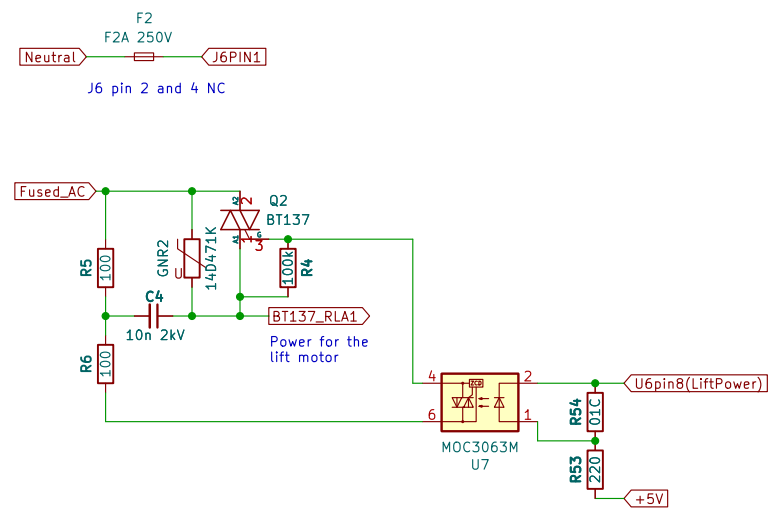 F2
F2A 250V
Neutral
J6PIN1
J6 pin 2 and 4 NC
Fused_AC
A2
2
Q2
BT137
A1
1
G
3
GNR2
U
14D471K
R5
100
100k
R4
C4
10n 2kV
BT137_RLA1
Power for the
lift motor
R6
100
4
ZCD
2
U6pin8(LiftPower)
6
1
R54
01C
MOC3063M
U7
R53
220
+5V